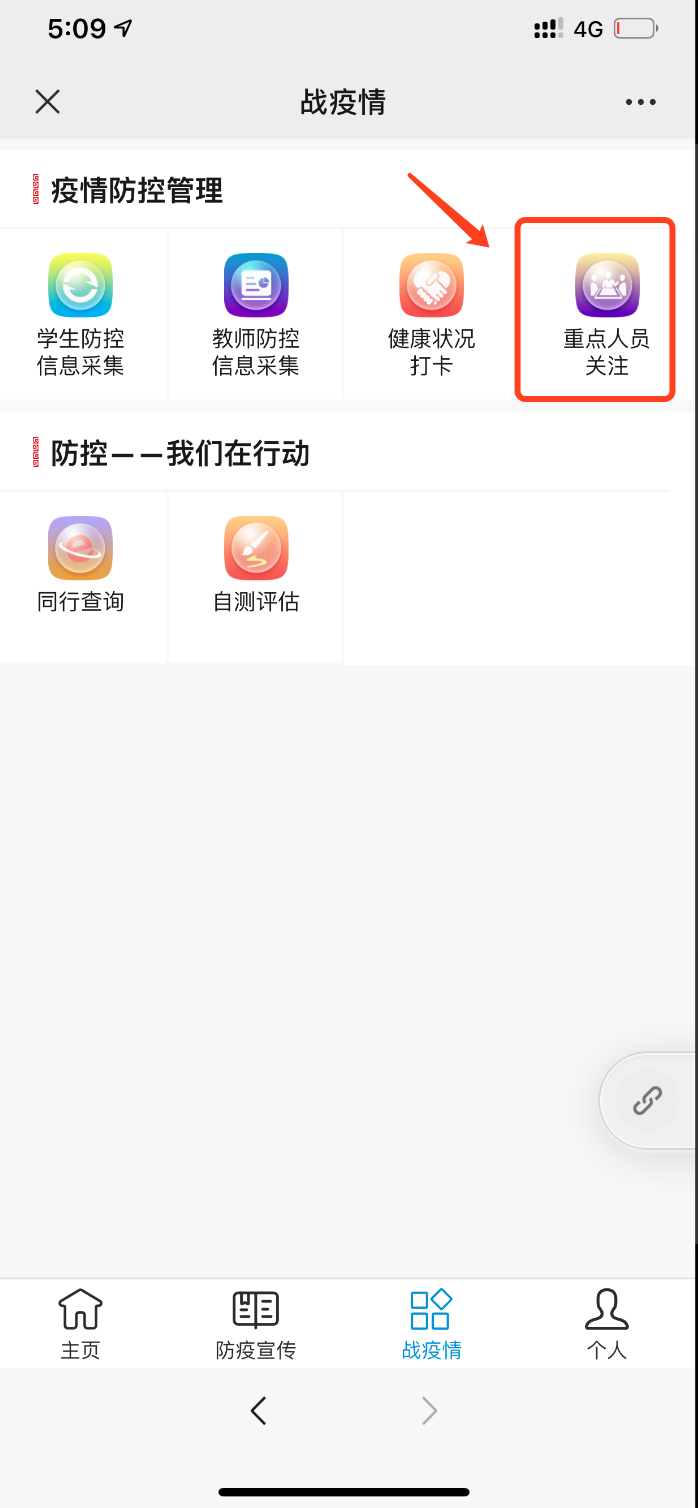 5:09 4G
战疫情
疫情防控管理
学生防控 教师防控 健康状况 重点人员
信息采集 信息采集 打卡 关注
防控——我们在行动
同行查询 自测评估
主页 防疫宣传 战疫情 个人